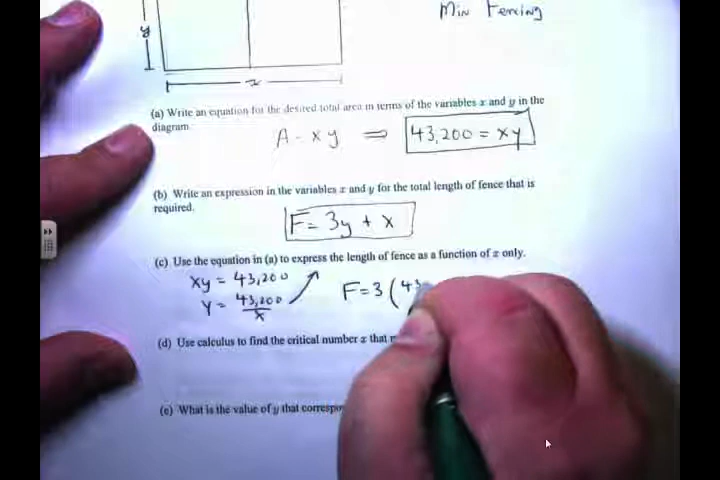 Min Fencing
y
x
(a) Write an equation for the desired total area in terms of the variables x and y in the
diagram.
A = xy ⇒ 43,200 = xy
(b) Write an expression in the variables x and y for the total length of fence that is
required.
F = 3y + x
(c) Use the equation in (a) to express the length of fence as a function of x only.
xy = 43,200
y = 43,200/x
F = 3 (43
(d) Use calculus to find the critical number x that
(e) What is the value of y that